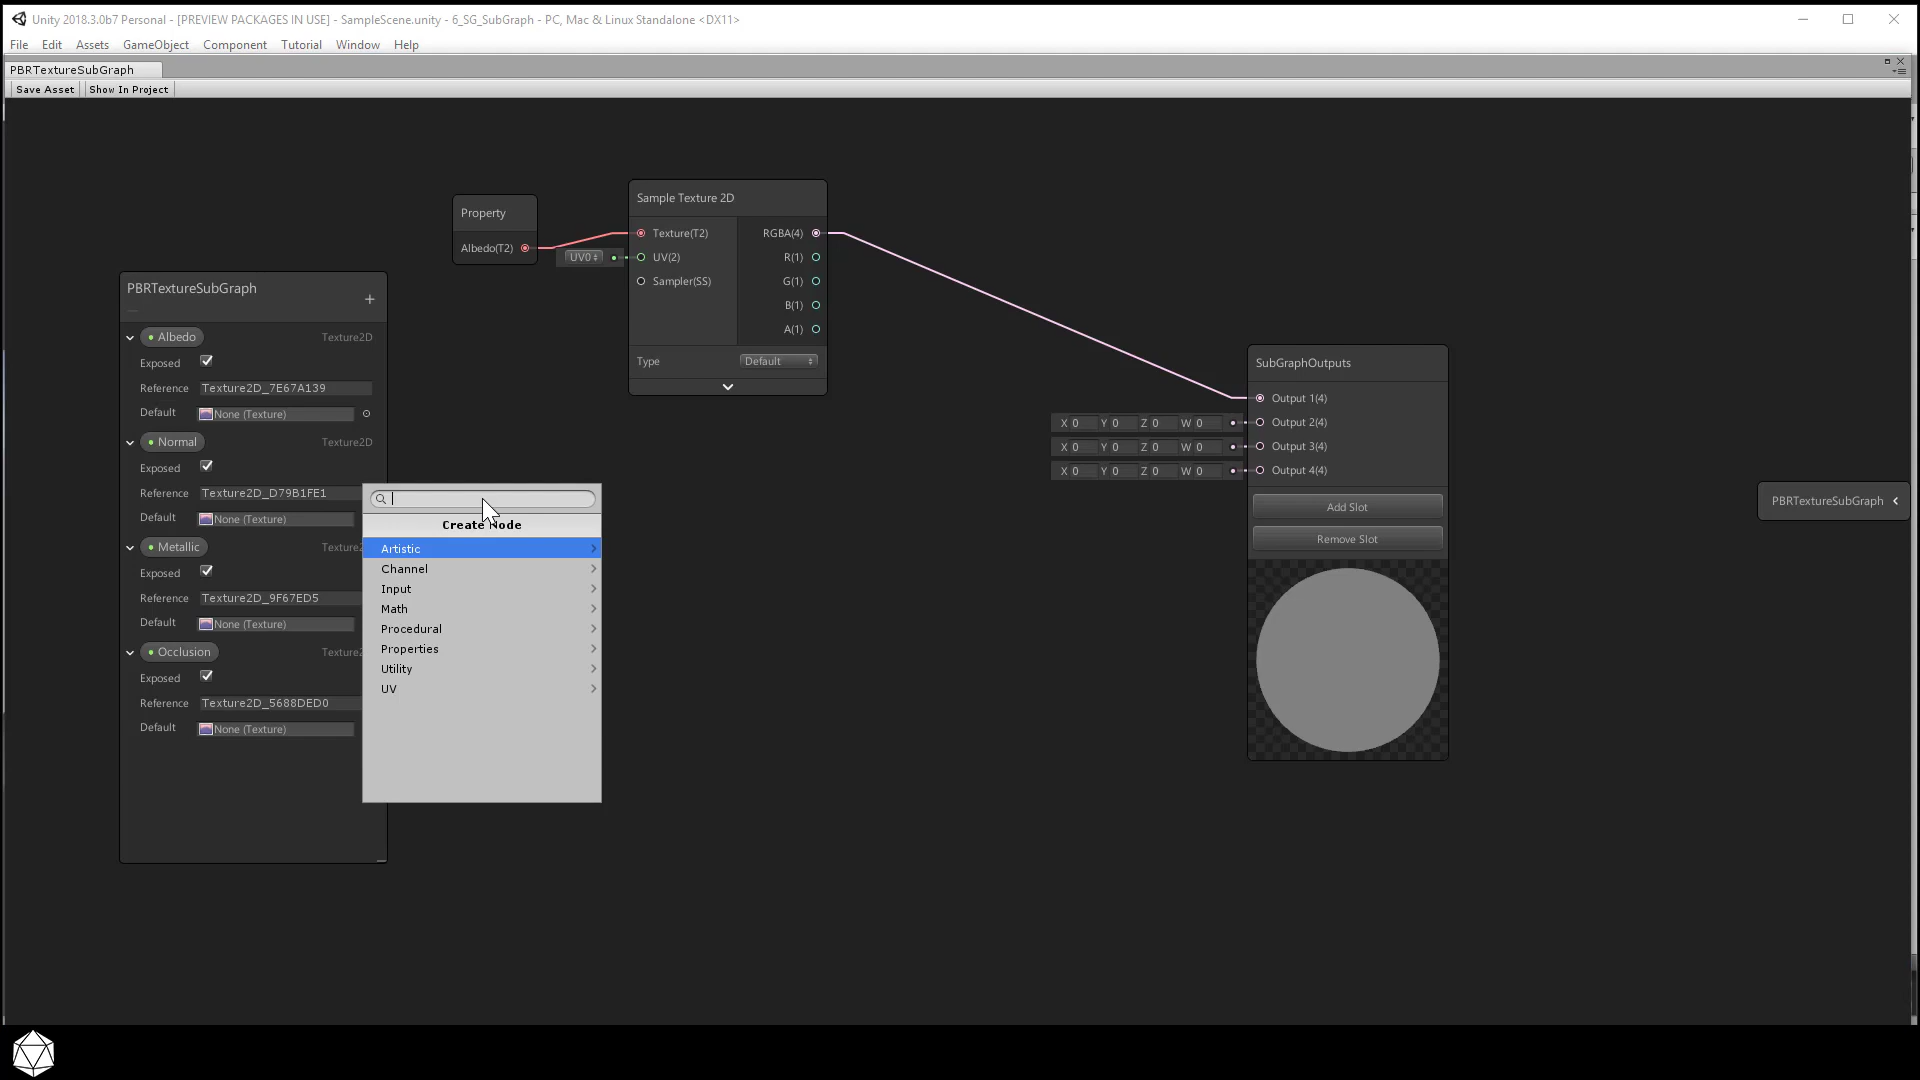 Unity 2018.3.0b7 Personal - [PREVIEW PACKAGES IN USE] - SampleScene.unity - 6_SG_SubGraph - PC, Mac & Linux Standalone <DX11>
File Edit Assets GameObject Component Tutorial Window Help
PBRTextureSubGraph
Save Asset Show In Project
Property
Albedo(T2)
UV0
Sample Texture 2D
Texture(T2) RGBA(4)
UV(2) R(1)
Sampler(SS) G(1)
B(1)
A(1)
Type Default
PBRTextureSubGraph
Albedo Texture2D
Exposed
Reference Texture2D_7E67A139
Default None (Texture)
Normal Texture2D
Exposed
Reference Texture2D_D79B1FE1
Default None (Texture)
Metallic
Exposed
Reference Texture2D_9F67ED5
Default None (Texture)
Occlusion
Exposed
Reference Texture2D_5688DED0
Default None (Texture)
Create Node
Artistic
Channel
Input
Math
Procedural
Properties
Utility
UV
SubGraphOutputs
Output 1(4)
X 0 Y 0 Z 0 W 0 Output 2(4)
X 0 Y 0 Z 0 W 0 Output 3(4)
X 0 Y 0 Z 0 W 0 Output 4(4)
Add Slot
Remove Slot
PBRTextureSubGraph